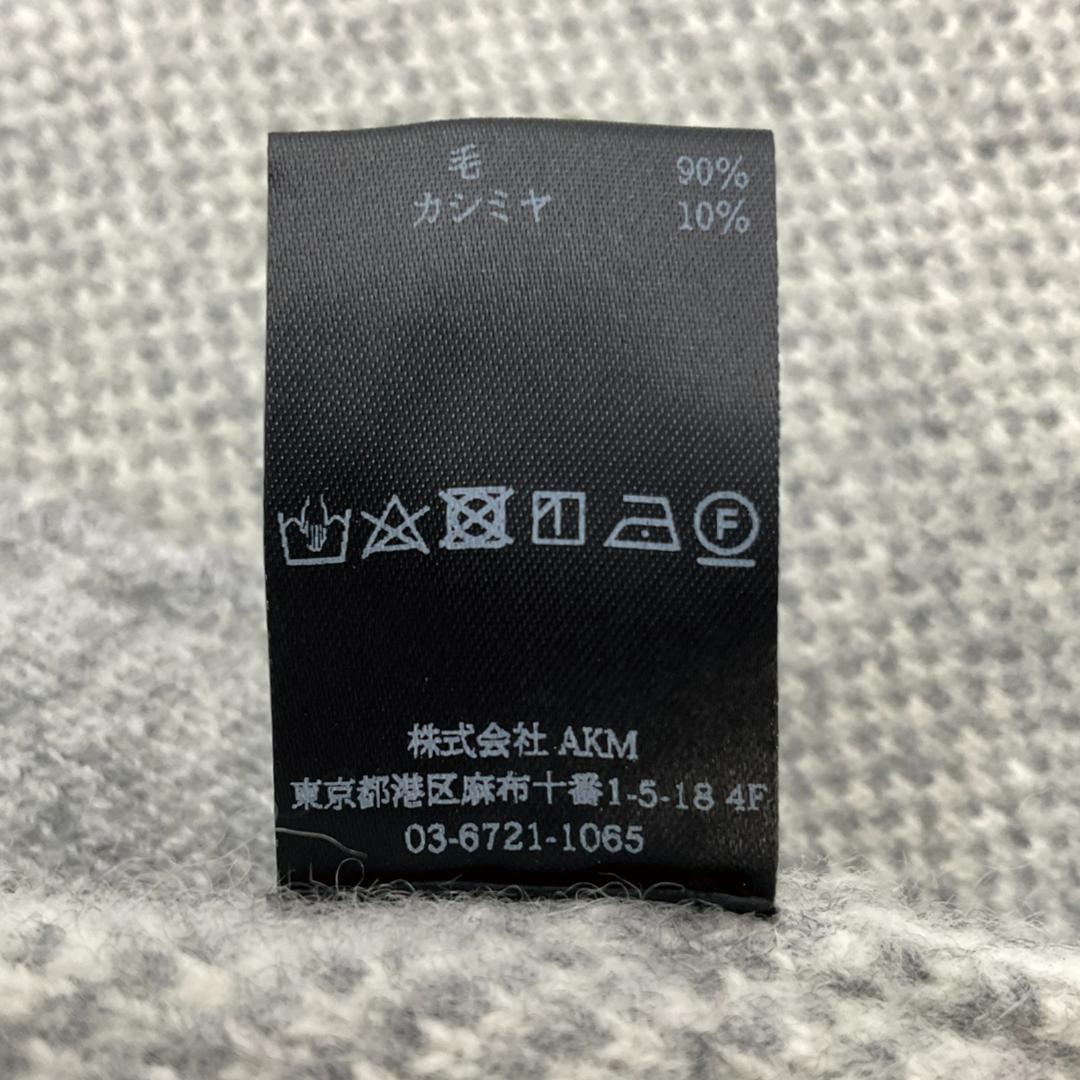 毛 90%
カシミヤ 10%
F
株式会社 AKM
東京都港区麻布十番1-5-18 4F
03-6721-1065